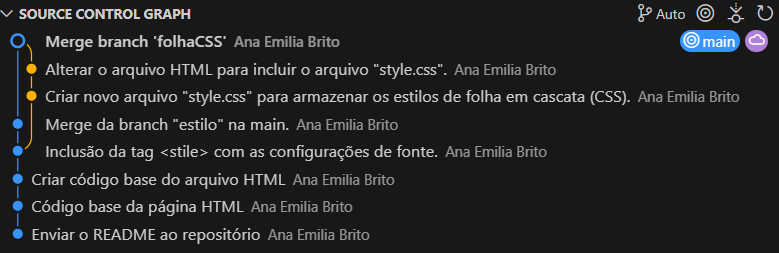 SOURCE CONTROL GRAPH Auto
Merge branch 'folhaCSS' Ana Emilia Brito main
Alterar o arquivo HTML para incluir o arquivo "style.css". Ana Emilia Brito
Criar novo arquivo "style.css" para armazenar os estilos de folha em cascata (CSS). Ana Emilia Brito
Merge da branch "estilo" na main. Ana Emilia Brito
Inclusão da tag <stile> com as configurações de fonte. Ana Emilia Brito
Criar código base do arquivo HTML Ana Emilia Brito
Código base da página HTML Ana Emilia Brito
Enviar o README ao repositório Ana Emilia Brito